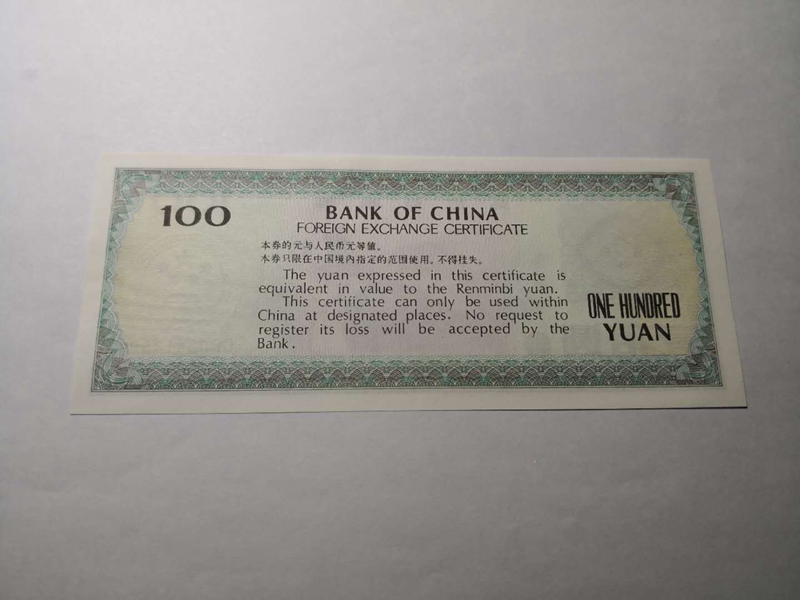 100
BANK OF CHINA
FOREIGN EXCHANGE CERTIFICATE
本券的元与人民币元等值。
本券只限在中国境内指定的范围使用。不得挂失。
The yuan expressed in this certificate is
equivalent in value to the Renminbi yuan.
This certificate can only be used within
China at designated places. No request to
register its loss will be accepted by the
Bank.
ONE HUNDRED
YUAN